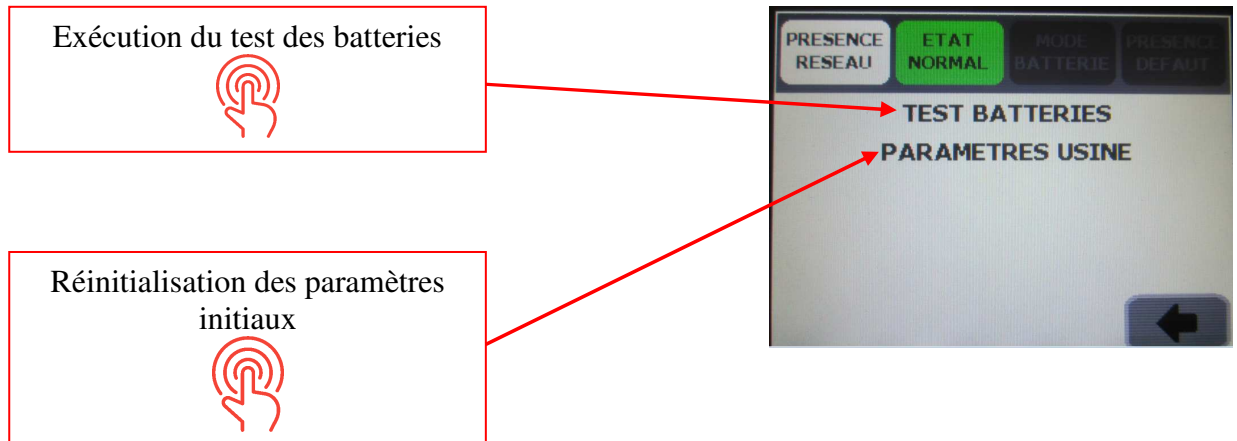 Exécution du test des batteries
PRESENCE RESEAU
ETAT NORMAL
MODE BATTERIE
PRESENCE DEFAUT
TEST BATTERIES
PARAMETRES USINE
Réinitialisation des paramètres
initiaux